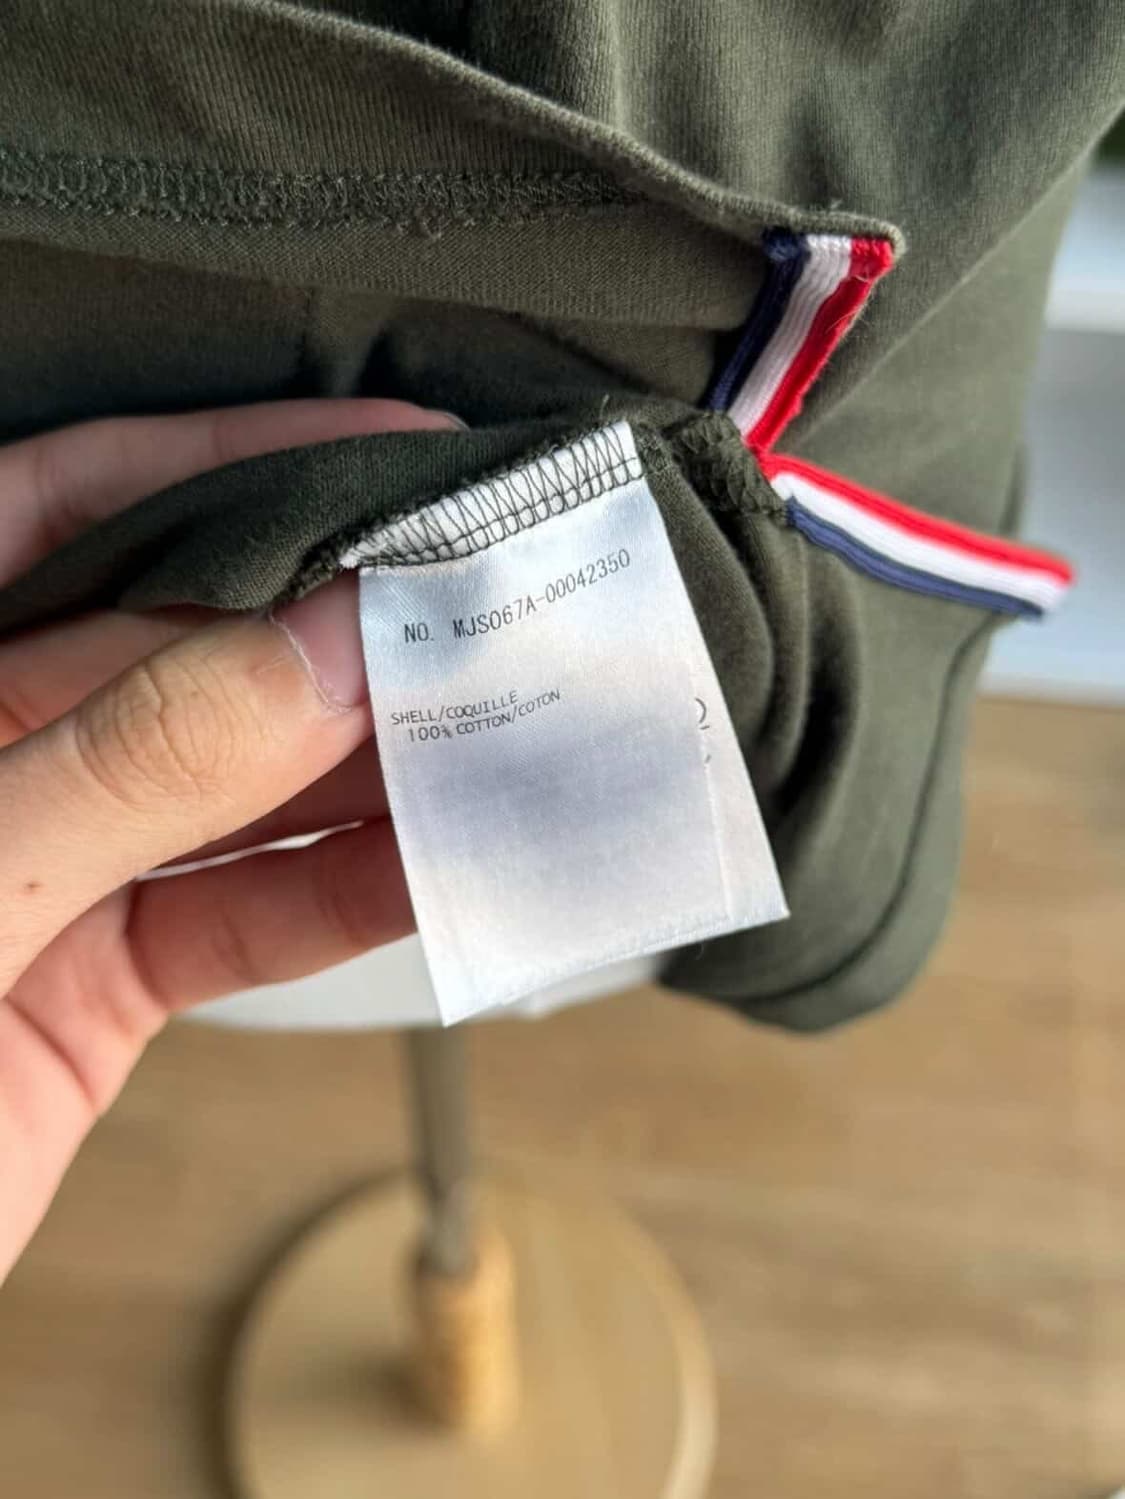 NO. MJS067A-00042350
SHELL/COQUILLE
100% COTTON/COTON